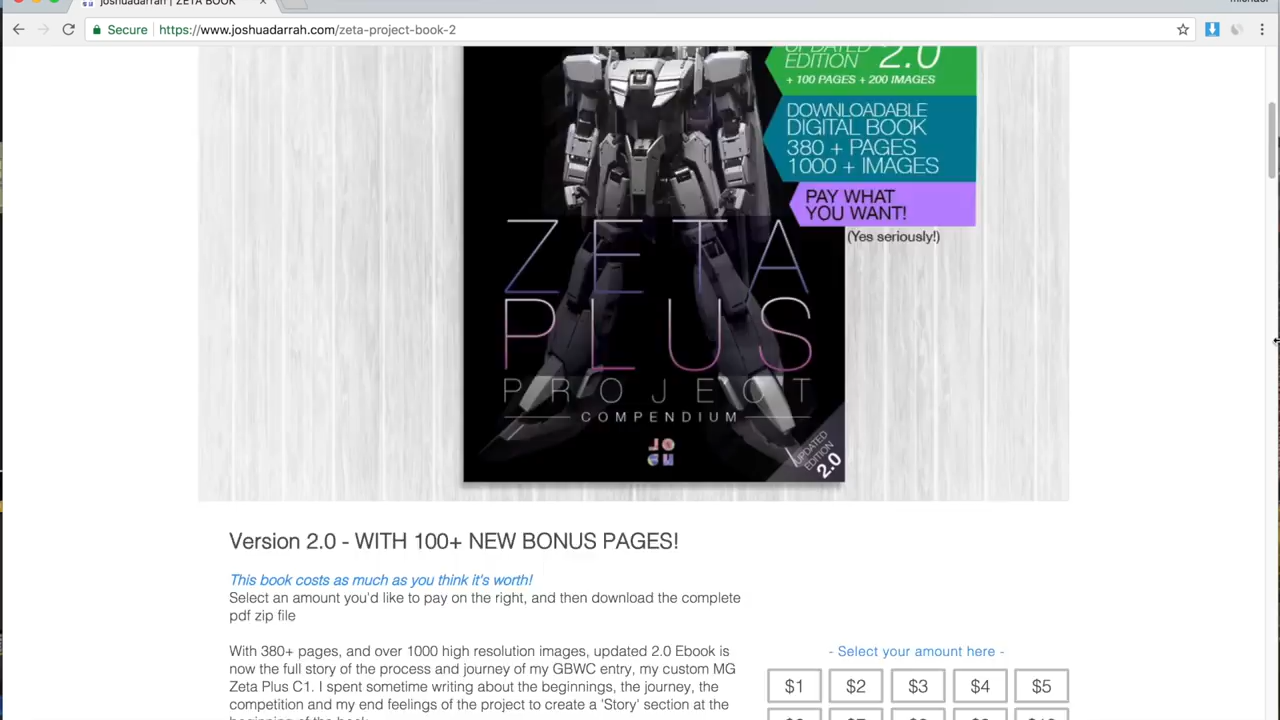 joshuadarrah | ZETA BOOK
michael
Secure
https://www.joshuadarrah.com/zeta-project-book-2
UPDATED
EDITION 2.0
+ 100 PAGES + 200 IMAGES
DOWNLOADABLE
DIGITAL BOOK
380 + PAGES
1000 + IMAGES
PAY WHAT
YOU WANT!
(Yes seriously!)
ZETA
PLUS
PROJECT
COMPENDIUM
UPDATED
EDITION
2.0
Version 2.0 - WITH 100+ NEW BONUS PAGES!
This book costs as much as you think it's worth!
Select an amount you'd like to pay on the right, and then download the complete
pdf zip file
With 380+ pages, and over 1000 high resolution images, updated 2.0 Ebook is
now the full story of the process and journey of my GBWC entry, my custom MG
Zeta Plus C1. I spent sometime writing about the beginnings, the journey, the
competition and my end feelings of the project to create a 'Story' section at the
beginning of the book
- Select your amount here -
$1 $2 $3 $4 $5